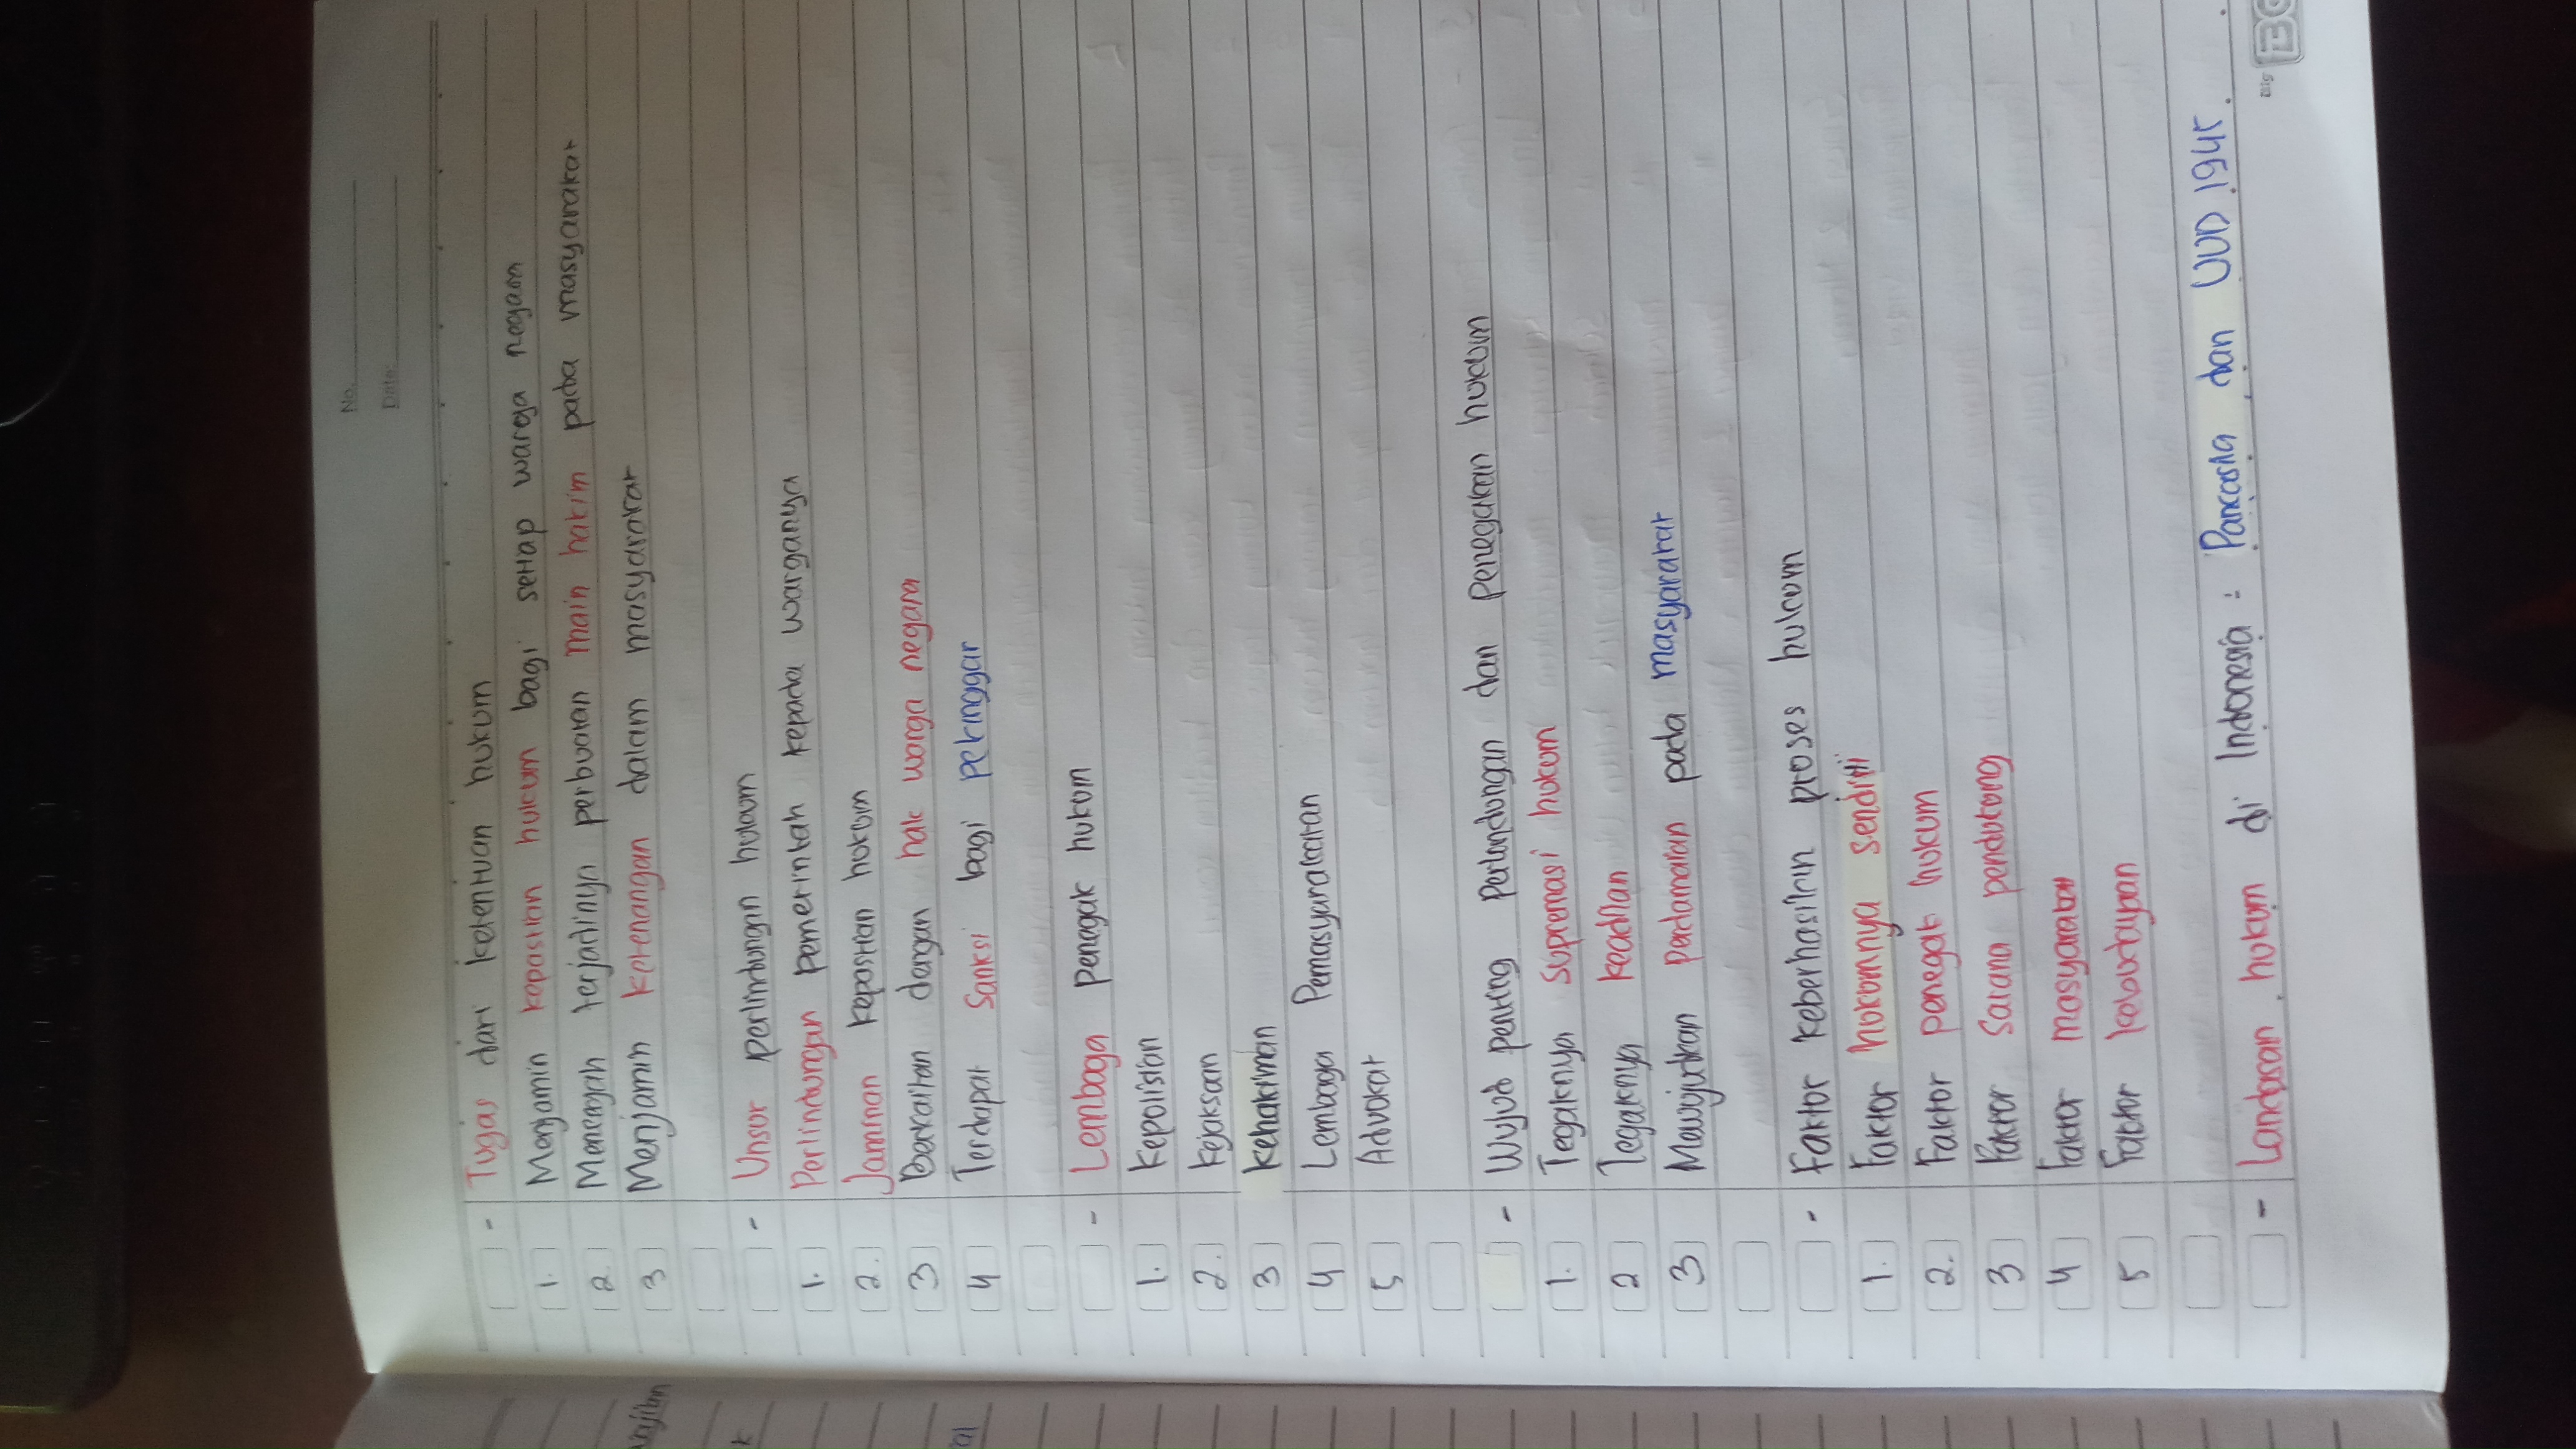 No.
Date:
- Tugas dari ketentuan hukum
1. Menjamin kepastian hukum bagi setiap warga negara
2. Mencegah terjadinya perbuatan main hakim pada masyarakat
3 Menjamin ketenangan dalam masyarakat
- Unsur perlindungan hukum
1. Perlindungan pemerintah kepada warganya
2. Jaminan kepastian hukum
3 Berkaitan dengan hak warga negara
4 Terdapat sanksi bagi pelanggar
- Lembaga penegak hukum
1. Kepolisian
2. Kejaksaan
3 Kehakiman
4 Lembaga Pemasyarakatan
5 Advokat
- Wujud penting perlindungan dan penegakan hukum
1. Tegaknya supremasi hukum
2 Tegaknya keadilan
3 Mewujudkan perdamaian pada masyarakat
- Faktor keberhasilan proses hukum
1. Faktor hukumnya sendiri
2. Faktor penegak hukum
3 Faktor sarana pendukung
4 Faktor masyarakat
5 Faktor kebudayaan
- Landasan hukum di Indonesia : Pancasila dan UUD 1945.